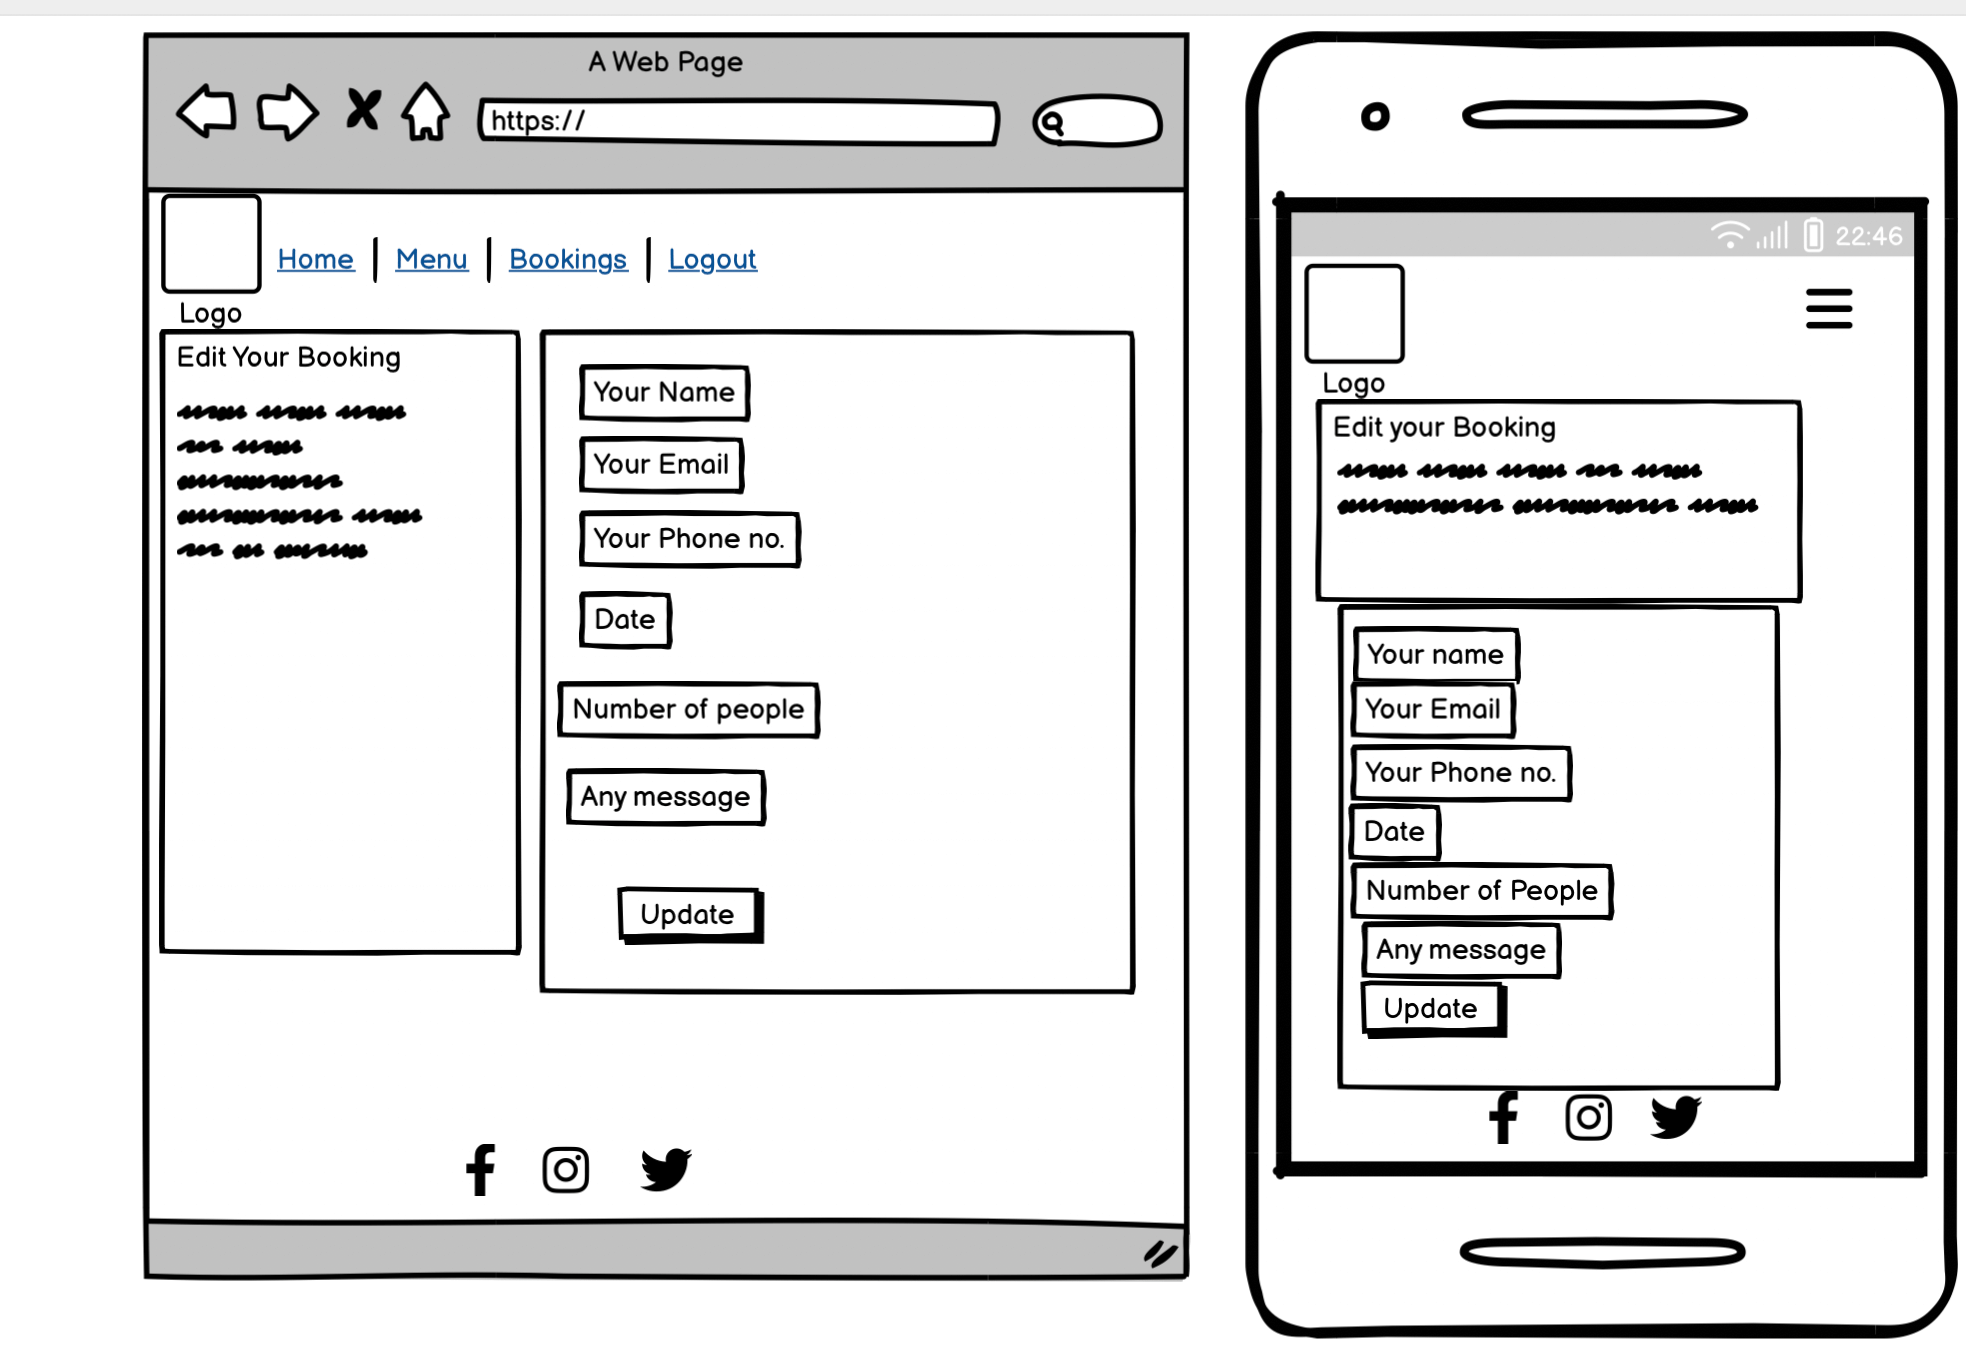 A Web Page
https://
Home | Menu | Bookings | Logout
Logo
Edit Your Booking
Your Name
Your Email
Your Phone no.
Date
Number of people
Any message
Update
22:46
Logo
Edit your Booking
Your name
Your Email
Your Phone no.
Date
Number of People
Any message
Update